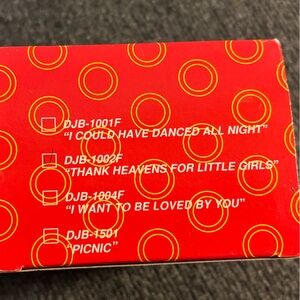 DJB-1001F
"I COULD HAVE DANCED ALL NIGHT"
DJB-1002F
"THANK HEAVENS FOR LITTLE GIRLS"
DJB-1004F
"I WANT TO BE LOVED BY YOU"
DJB-1501
"PICNIC"